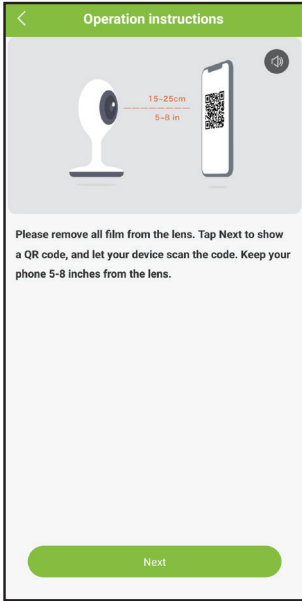 Operation instructions
15-25cm
5-8 in
Please remove all film from the lens. Tap Next to show
a QR code, and let your device scan the code. Keep your
phone 5-8 inches from the lens.
Next